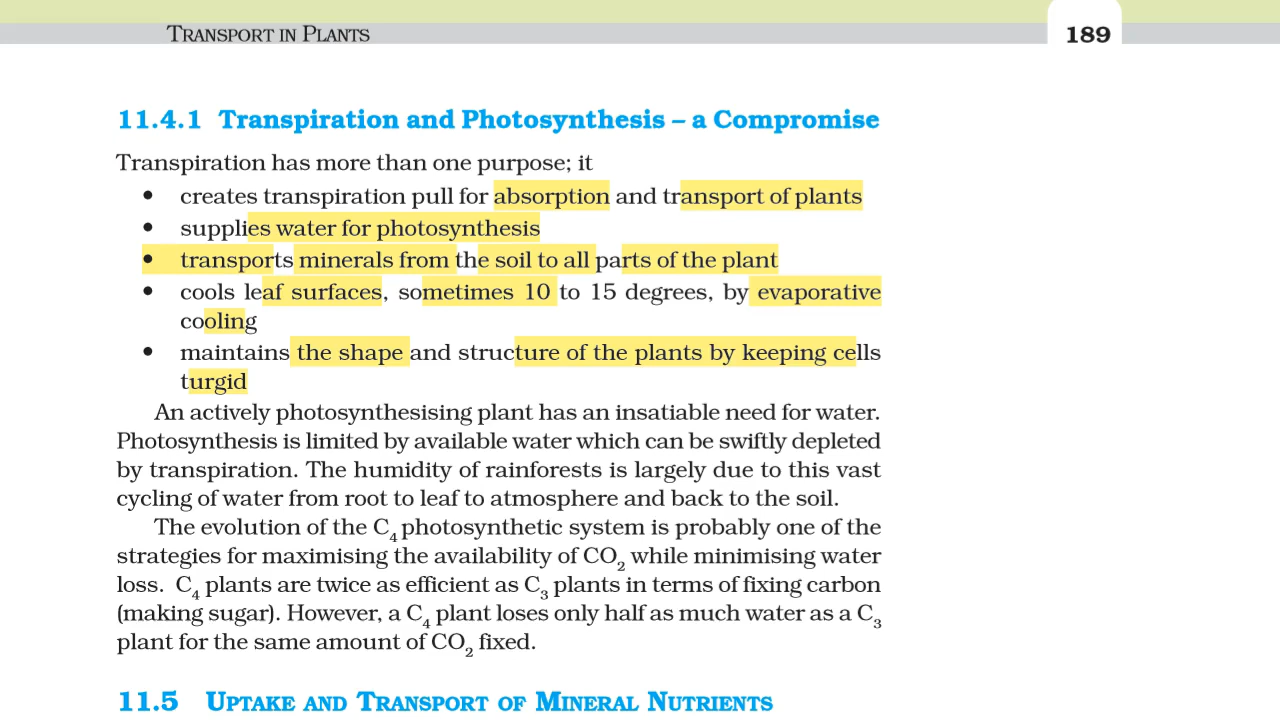 TRANSPORT IN PLANTS
189
11.4.1 Transpiration and Photosynthesis – a Compromise
Transpiration has more than one purpose; it
• creates transpiration pull for absorption and transport of plants
• supplies water for photosynthesis
• transports minerals from the soil to all parts of the plant
• cools leaf surfaces, sometimes 10 to 15 degrees, by evaporative
cooling
• maintains the shape and structure of the plants by keeping cells
turgid
An actively photosynthesising plant has an insatiable need for water.
Photosynthesis is limited by available water which can be swiftly depleted
by transpiration. The humidity of rainforests is largely due to this vast
cycling of water from root to leaf to atmosphere and back to the soil.
The evolution of the C₄ photosynthetic system is probably one of the
strategies for maximising the availability of CO₂ while minimising water
loss. C₄ plants are twice as efficient as C₃ plants in terms of fixing carbon
(making sugar). However, a C₄ plant loses only half as much water as a C₃
plant for the same amount of CO₂ fixed.
11.5 UPTAKE AND TRANSPORT OF MINERAL NUTRIENTS